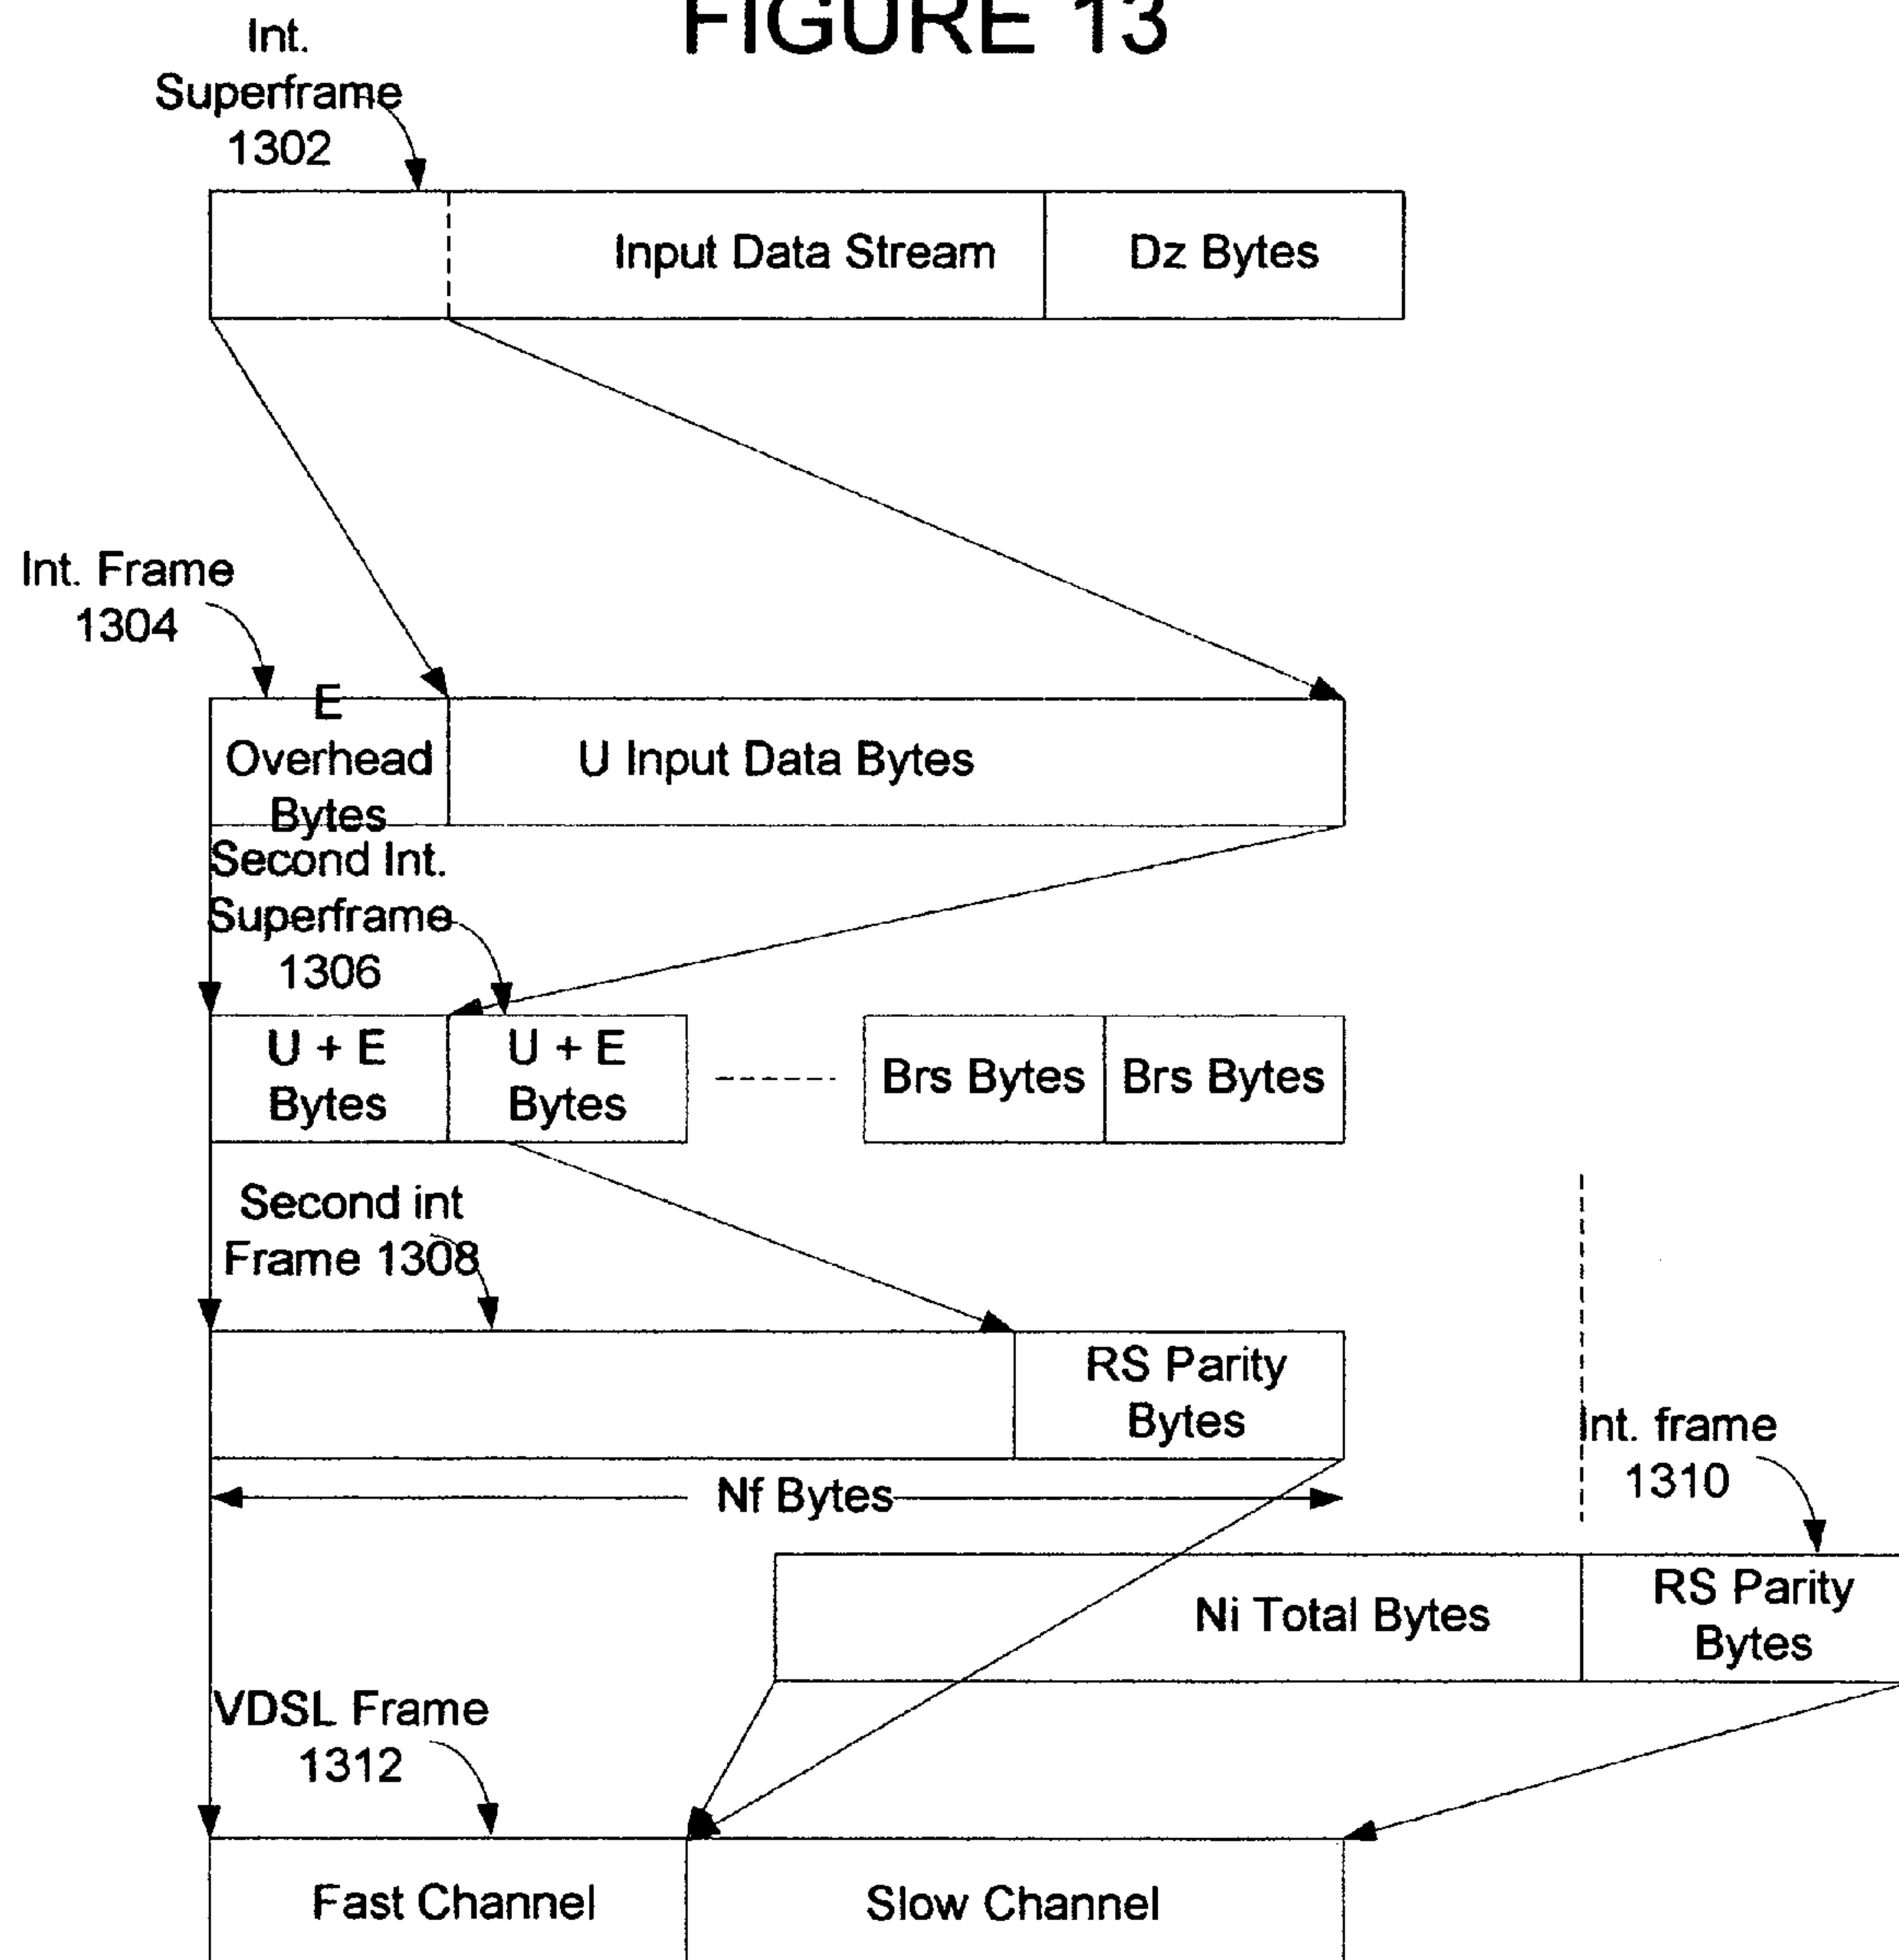 FIGURE 13
Int.
Superframe
1302
Input Data Stream
Dz Bytes
Int. Frame
1304
E
Overhead
Bytes
U Input Data Bytes
Second Int.
Superframe
1306
U + E
Bytes
U + E
Bytes
Brs Bytes
Brs Bytes
Second int
Frame 1308
RS Parity
Bytes
Nf Bytes
Int. frame
1310
Ni Total Bytes
RS Parity
Bytes
VDSL Frame
1312
Fast Channel
Slow Channel